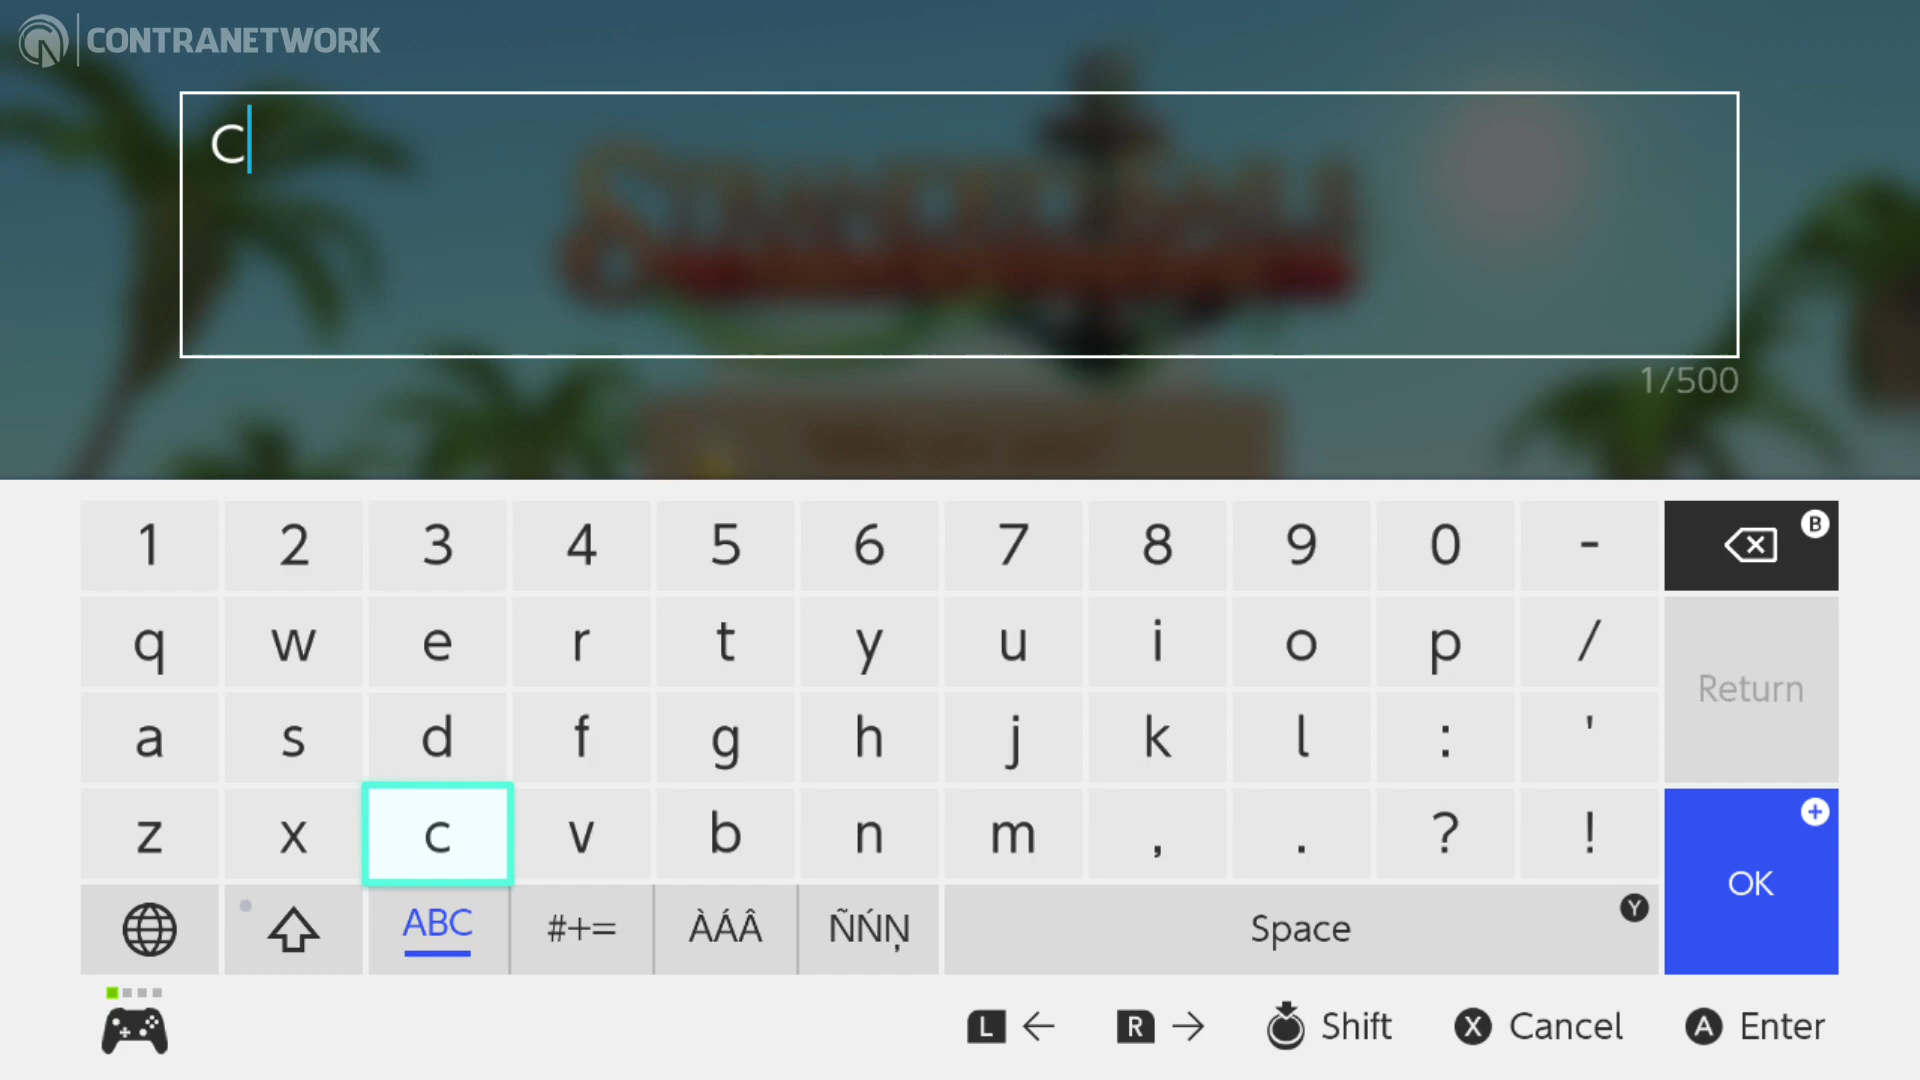 CONTRANETWORK
C
1/500
1 2 3 4 5 6 7 8 9 0 - B
q w e r t y u i o p /
Return
a s d f g h j k l : '
z x c v b n m , . ? ! +
OK
ABC #+= ÀÁÂ ÑŃŅ Space Y
L ← R → Shift X Cancel A Enter